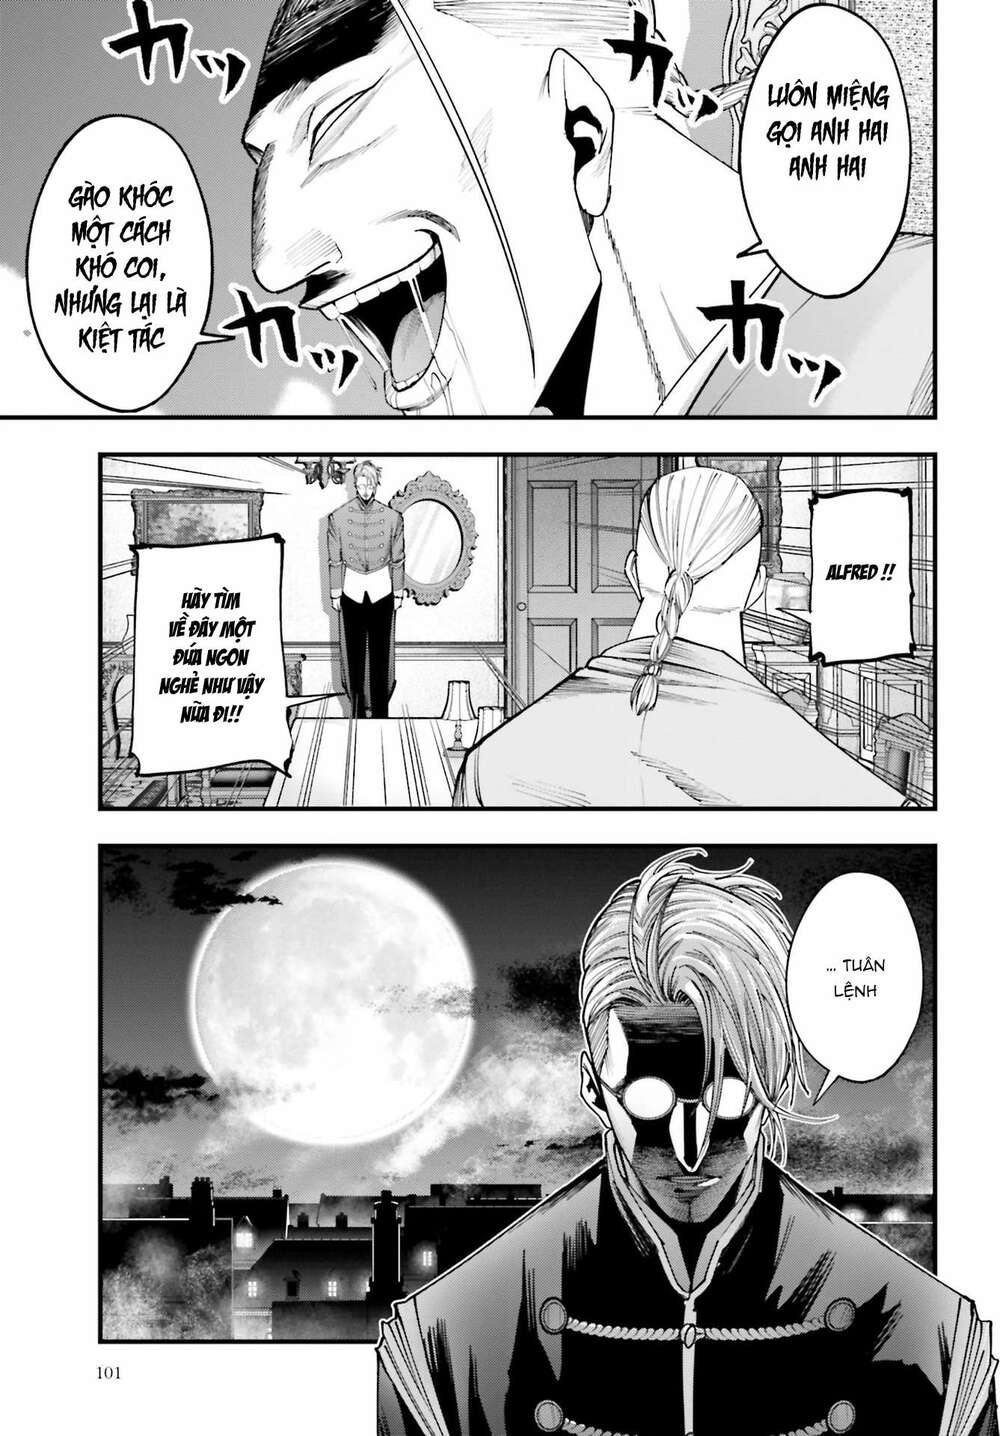 LUÔN MIỆNG
GỌI ANH HAI
ANH HAI
GÀO KHÓC
MỘT CÁCH
KHÓ COI,
NHƯNG LẠI LÀ
KIỆT TÁC
カッ
カッ
カッ
カッ
ALFRED !!
HÃY TÌM
VỀ ĐÂY MỘT
ĐỨA NGON
NGHẺ NHƯ VẬY
NỮA ĐI!!
... TUÂN
LỆNH
101